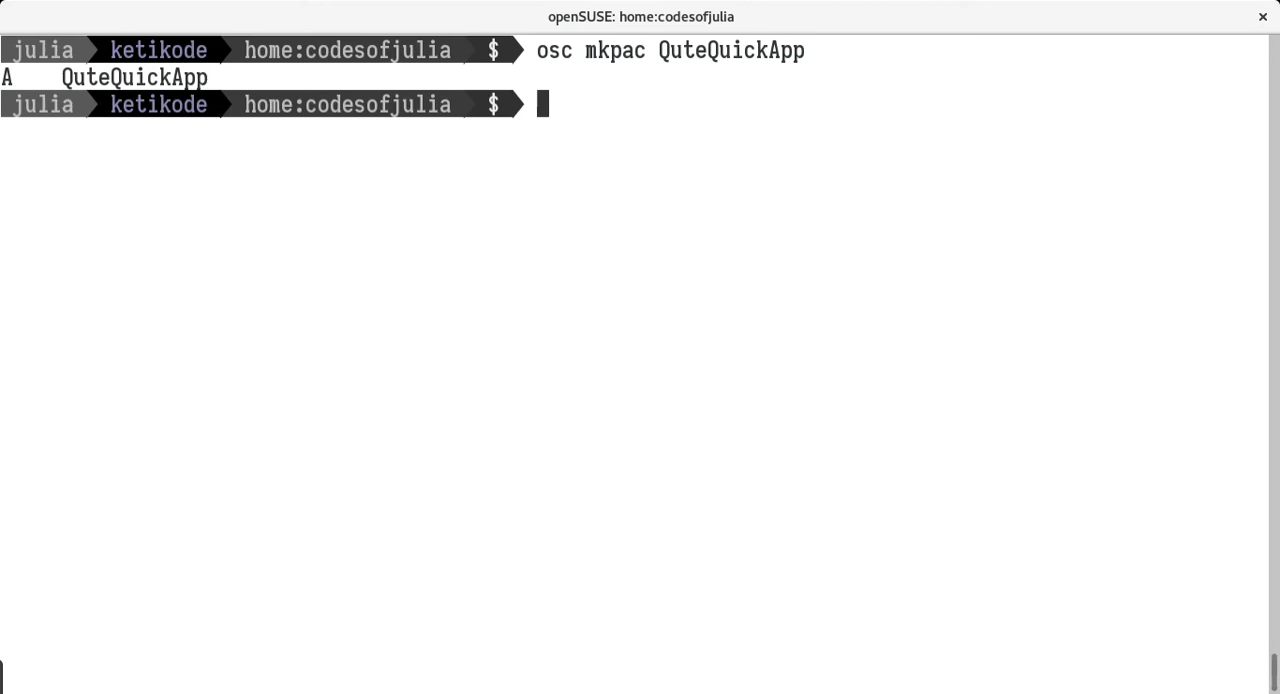 openSUSE: home:codesofjulia ×
julia ketikode home:codesofjulia $ osc mkpac QuteQuickApp
A QuteQuickApp
julia ketikode home:codesofjulia $